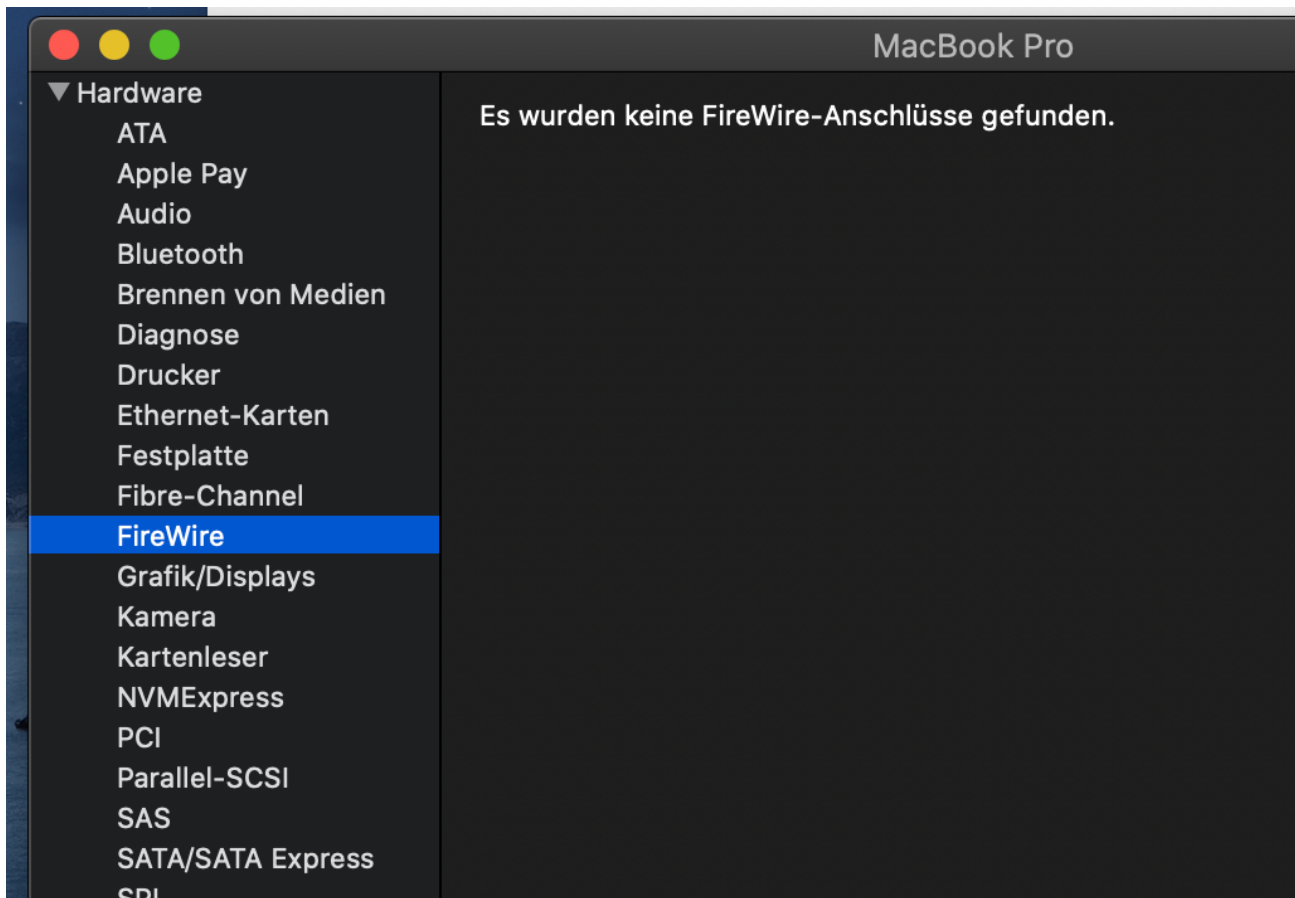 MacBook Pro
Hardware
ATA
Apple Pay
Audio
Bluetooth
Brennen von Medien
Diagnose
Drucker
Ethernet-Karten
Festplatte
Fibre-Channel
FireWire
Grafik/Displays
Kamera
Kartenleser
NVMExpress
PCI
Parallel-SCSI
SAS
SATA/SATA Express
Es wurden keine FireWire-Anschlüsse gefunden.